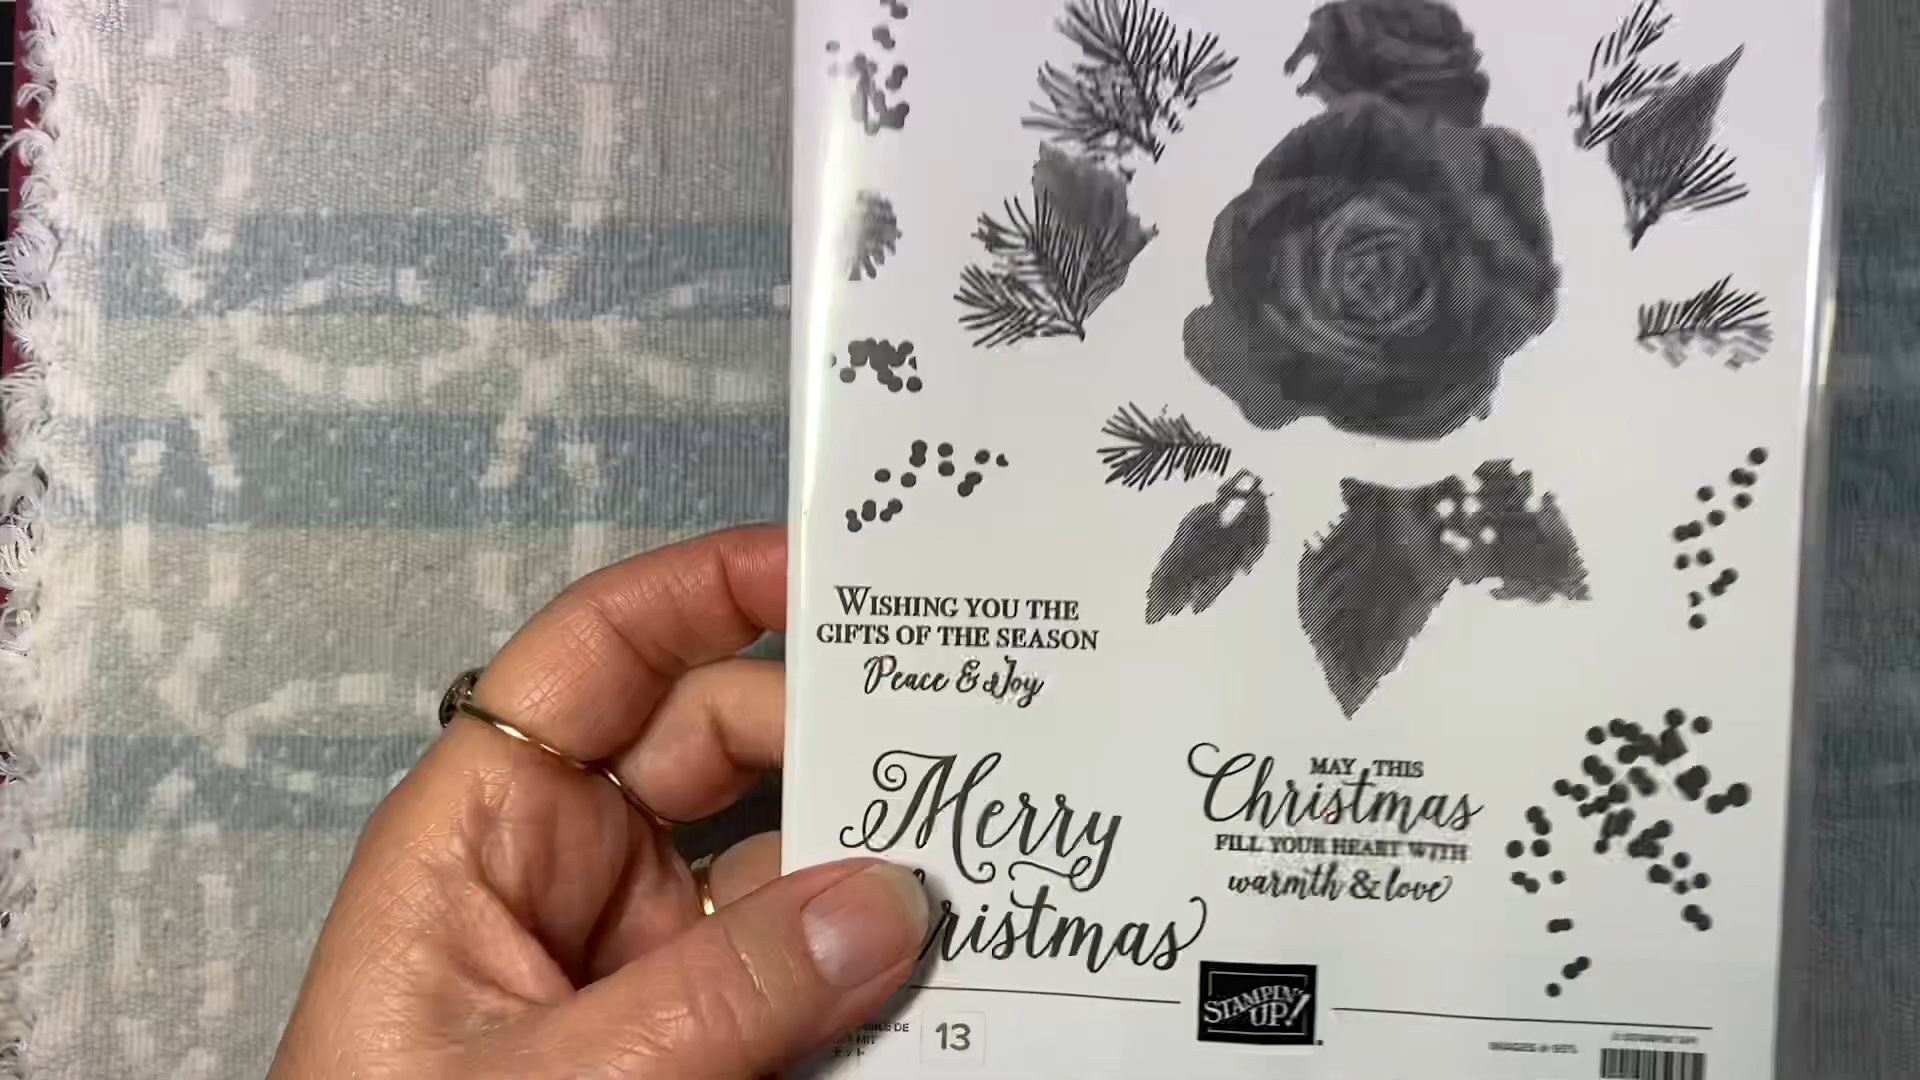 WISHING YOU THE
GIFTS OF THE SEASON
Peace & Joy
Merry
ristmas
MAY THIS
Christmas
FILL YOUR HEART WITH
warmth & love
STAMPIN'
UP!
13